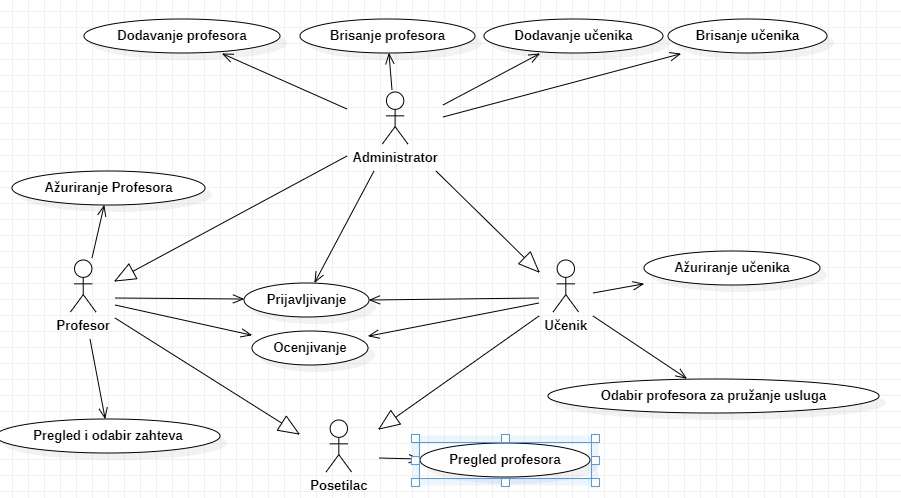 Dodavanje profesora
Brisanje profesora
Dodavanje učenika
Brisanje učenika
Administrator
Ažuriranje Profesora
Profesor
Prijavljivanje
Ocenjivanje
Učenik
Ažuriranje učenika
Odabir profesora za pružanje usluga
Pregled i odabir zahteva
Posetilac
Pregled profesora